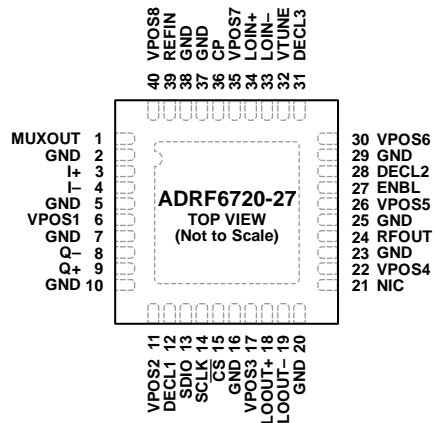 40 VPOS8
39 REFIN
38 GND
37 GND
36 CP
35 VPOS7
34 LOIN+
33 LOIN–
32 VTUNE
31 DECL3
MUXOUT 1
GND 2
I+ 3
I– 4
GND 5
VPOS1 6
GND 7
Q– 8
Q+ 9
GND 10
ADRF6720-27
TOP VIEW
(Not to Scale)
30 VPOS6
29 GND
28 DECL2
27 ENBL
26 VPOS5
25 GND
24 RFOUT
23 GND
22 VPOS4
21 NIC
VPOS2 11
DECL1 12
SDIO 13
SCLK 14
CS 15
GND 16
VPOS3 17
LOOUT+ 18
LOOUT– 19
GND 20